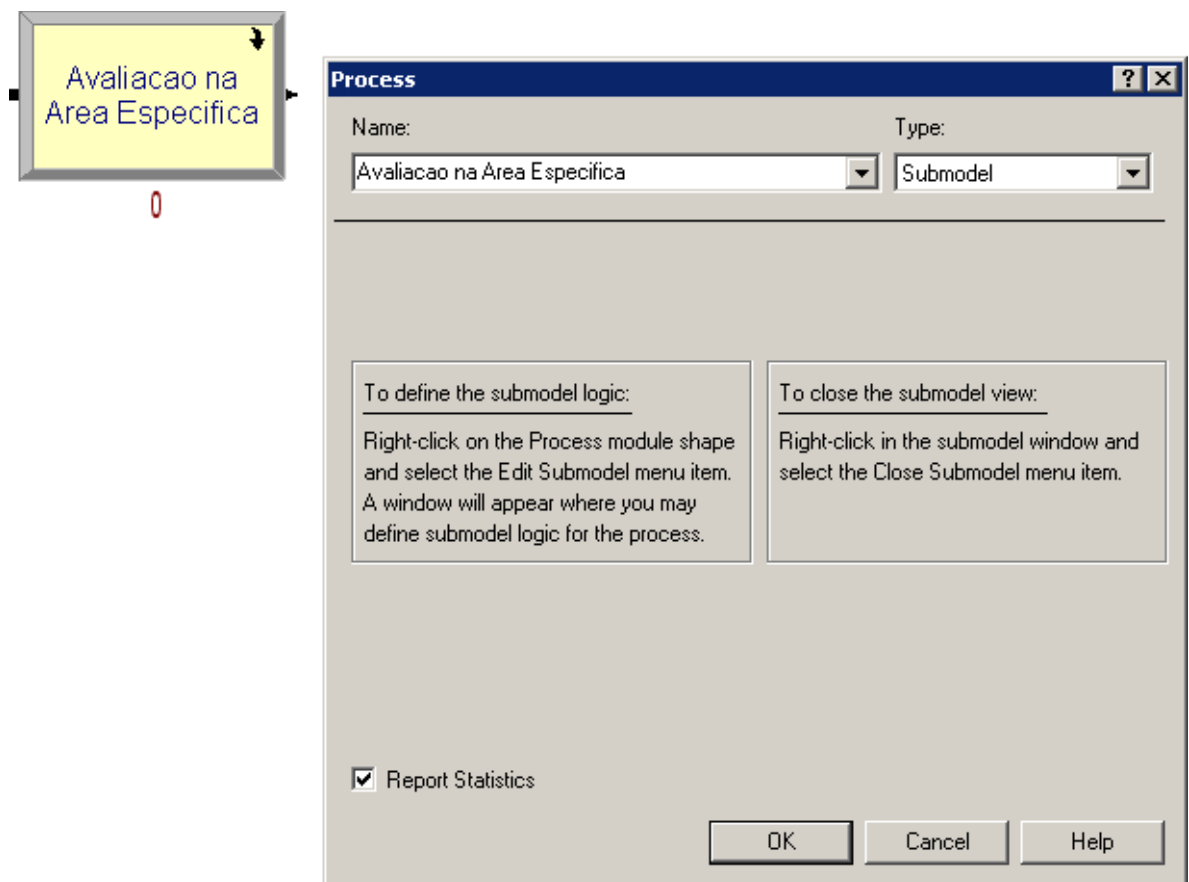 Avaliacao na
Area Especifica
0
Process
Name:
Type:
Avaliacao na Area Especifica
Submodel
To define the submodel logic:
Right-click on the Process module shape
and select the Edit Submodel menu item.
A window will appear where you may
define submodel logic for the process.
To close the submodel view:
Right-click in the submodel window and
select the Close Submodel menu item.
Report Statistics
OK
Cancel
Help